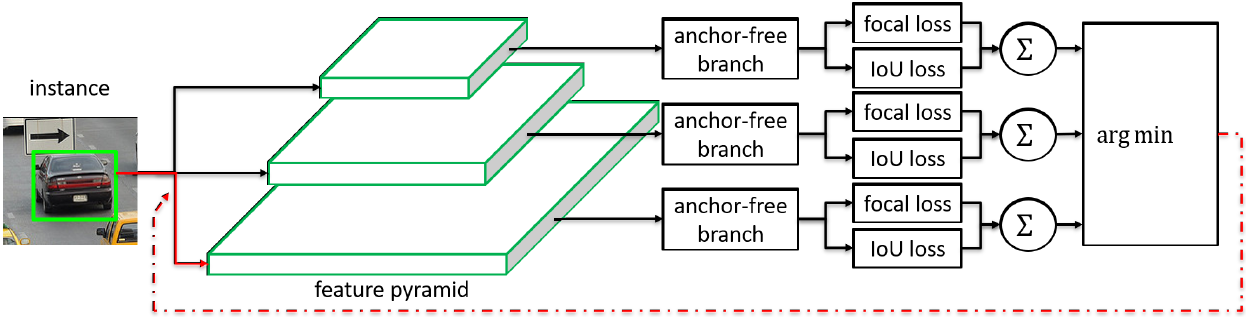 instance
feature pyramid
anchor-free
branch
focal loss
IoU loss
Σ
anchor-free
branch
focal loss
IoU loss
Σ
anchor-free
branch
focal loss
IoU loss
Σ
arg min